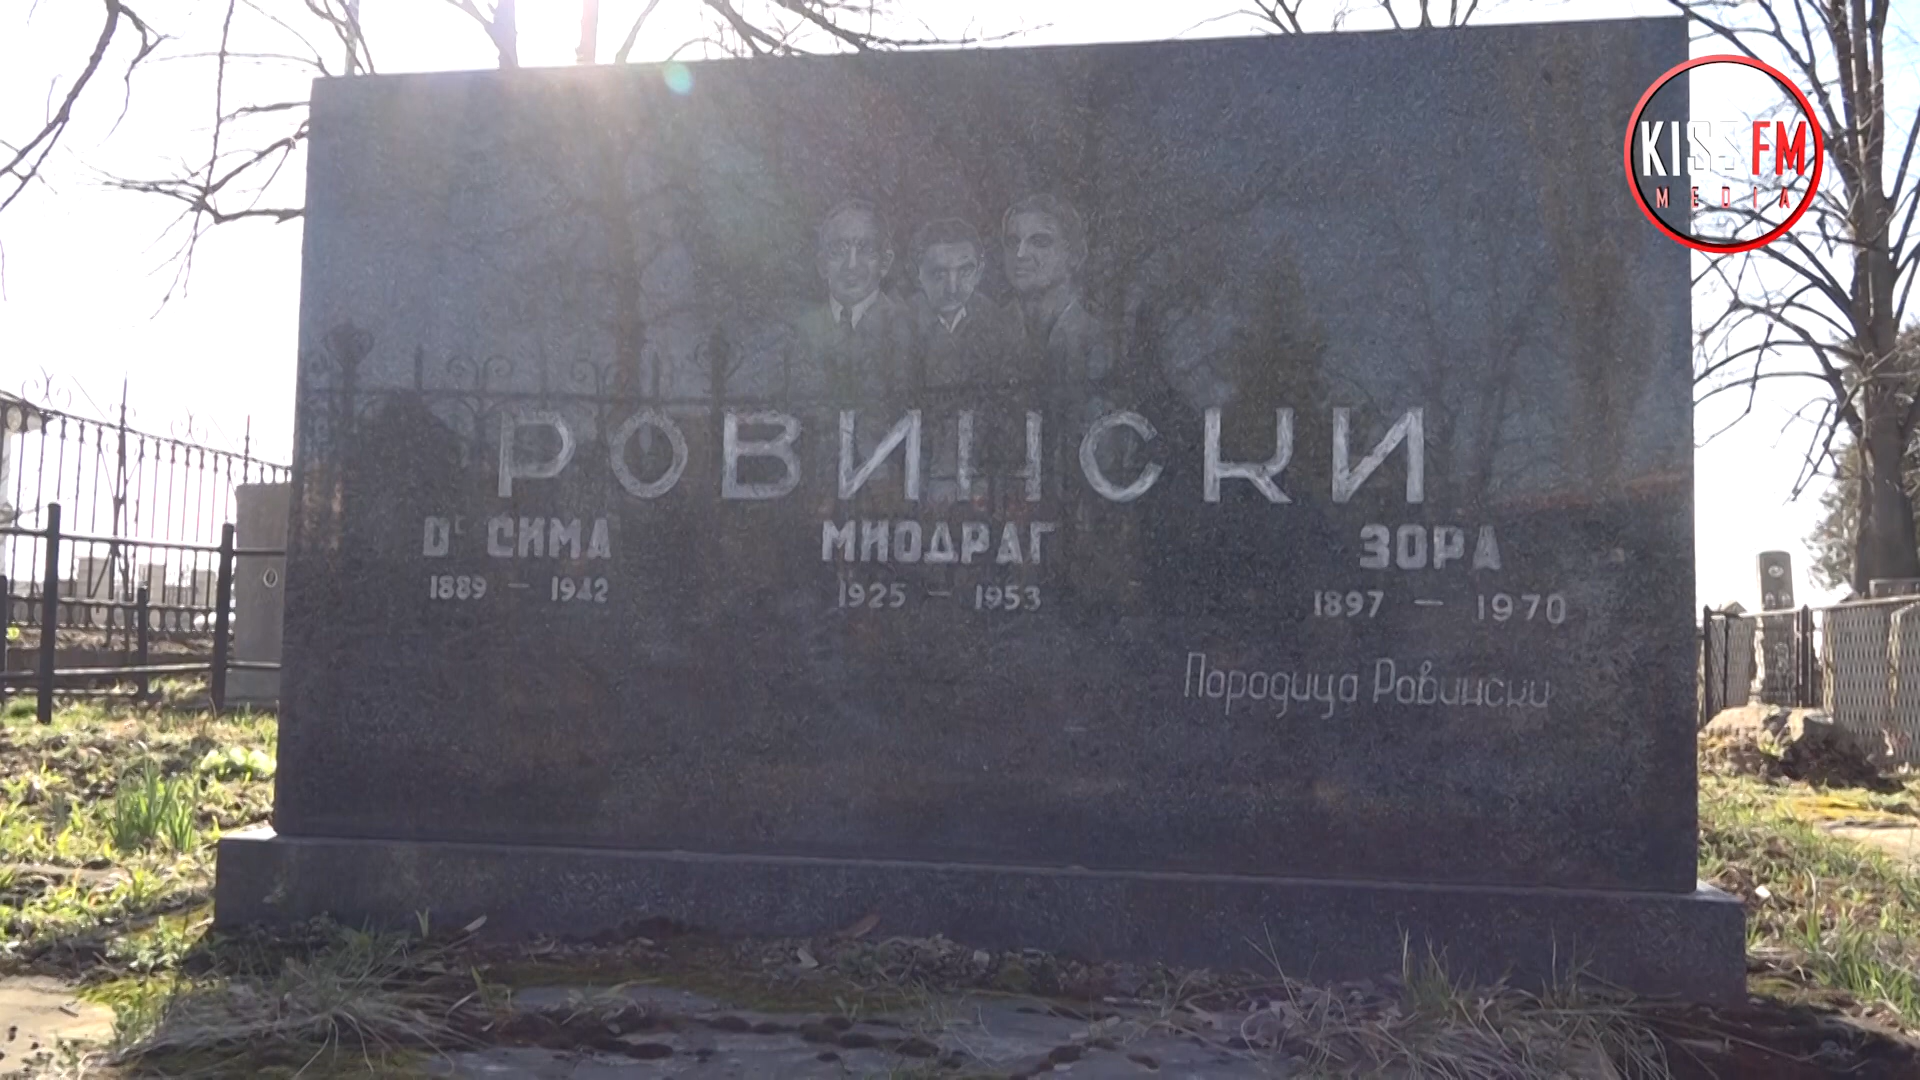 KISS FM
MEDIA
РОВИНСКИ
Dr СИМА МИОДРАГ ЗОРА
1889 – 1942 1925 – 1953 1897 – 1970
Породица Ровински